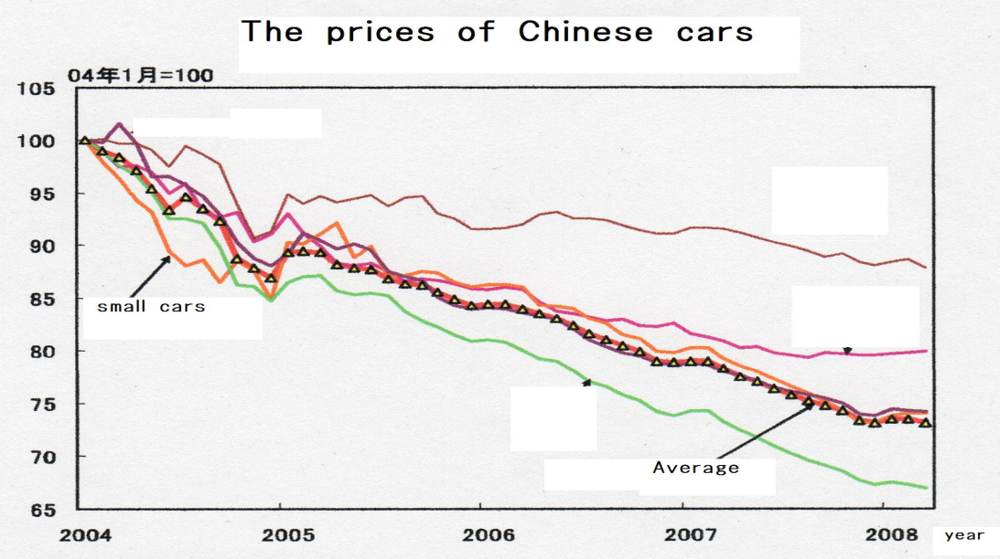 The prices of Chinese cars
04年1月=100
105
100
95
90
85
80
75
70
65
small cars
Average
2004 2005 2006 2007 2008 year